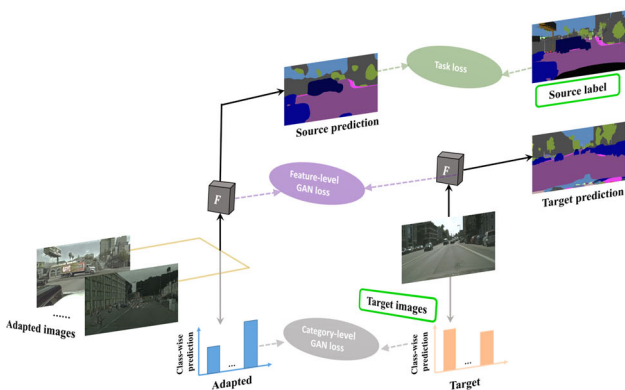 Task loss
Source label
Source prediction
F
Feature-level
GAN loss
F
Target prediction
......
Adapted images
Target images
Class-wise
prediction
...
Adapted
Category-level
GAN loss
Class-wise
prediction
...
Target